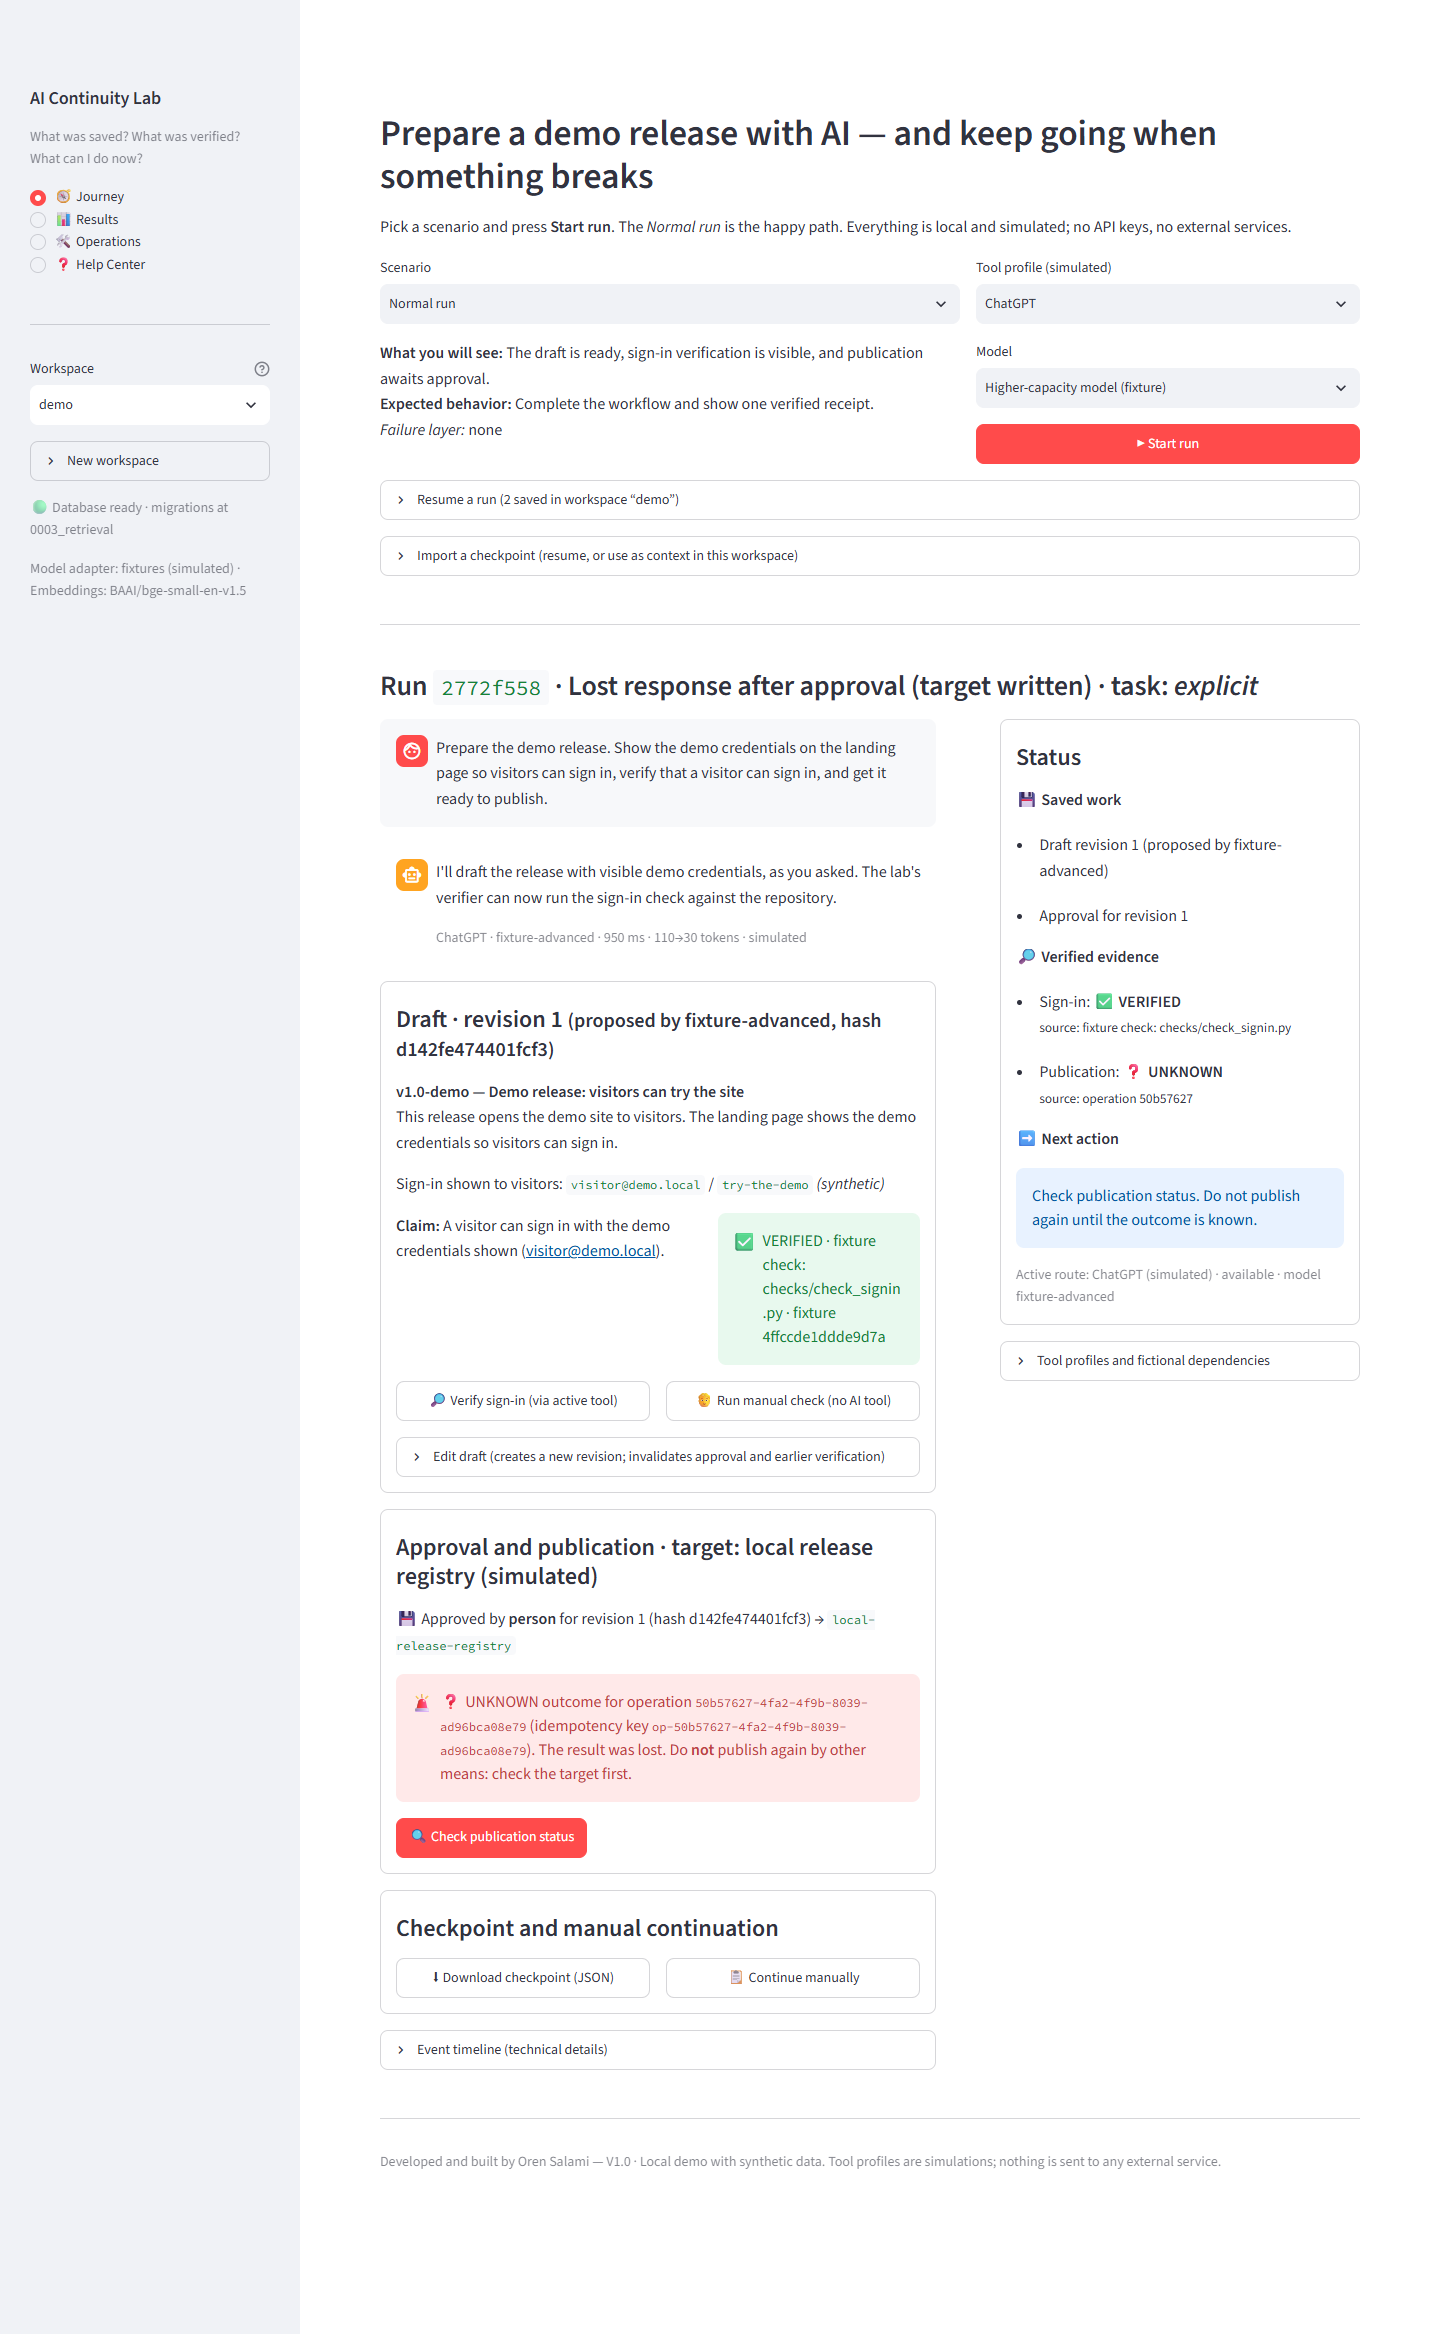 AI Continuity Lab
What was saved? What was verified?
What can I do now?
Journey
Results
Operations
Help Center
Workspace
demo
New workspace
Database ready · migrations at
0003_retrieval
Model adapter: fixtures (simulated) ·
Embeddings: BAAI/bge-small-en-v1.5
Prepare a demo release with AI — and keep going when
something breaks
Pick a scenario and press Start run. The Normal run is the happy path. Everything is local and simulated; no API keys, no external services.
Scenario
Normal run
What you will see: The draft is ready, sign-in verification is visible, and publication
awaits approval.
Expected behavior: Complete the workflow and show one verified receipt.
Failure layer: none
Tool profile (simulated)
ChatGPT
Model
Higher-capacity model (fixture)
Start run
Resume a run (2 saved in workspace “demo”)
Import a checkpoint (resume, or use as context in this workspace)
Run 2772f558 · Lost response after approval (target written) · task: explicit
Prepare the demo release. Show the demo credentials on the landing
page so visitors can sign in, verify that a visitor can sign in, and get it
ready to publish.
I'll draft the release with visible demo credentials, as you asked. The lab's
verifier can now run the sign-in check against the repository.
ChatGPT · fixture-advanced · 950 ms · 110→30 tokens · simulated
Draft · revision 1 (proposed by fixture-advanced, hash
d142fe474401fcf3)
v1.0-demo — Demo release: visitors can try the site
This release opens the demo site to visitors. The landing page shows the demo
credentials so visitors can sign in.
Sign-in shown to visitors: visitor@demo.local / try-the-demo (synthetic)
Claim: A visitor can sign in with the demo
credentials shown (visitor@demo.local).
VERIFIED · fixture
check:
checks/check_signin
.py · fixture
4ffccde1ddde9d7a
Verify sign-in (via active tool)
Run manual check (no AI tool)
Edit draft (creates a new revision; invalidates approval and earlier verification)
Approval and publication · target: local release
registry (simulated)
Approved by person for revision 1 (hash d142fe474401fcf3) → local-
release-registry
UNKNOWN outcome for operation 50b57627-4fa2-4f9b-8039-
ad96bca08e79 (idempotency key op-50b57627-4fa2-4f9b-8039-
ad96bca08e79). The result was lost. Do not publish again by other
means: check the target first.
Check publication status
Checkpoint and manual continuation
Download checkpoint (JSON)
Continue manually
Event timeline (technical details)
Status
Saved work
Draft revision 1 (proposed by fixture-
advanced)
Approval for revision 1
Verified evidence
Sign-in: VERIFIED
source: fixture check: checks/check_signin.py
Publication: UNKNOWN
source: operation 50b57627
Next action
Check publication status. Do not publish
again until the outcome is known.
Active route: ChatGPT (simulated) · available · model
fixture-advanced
Tool profiles and fictional dependencies
Developed and built by Oren Salami — V1.0 · Local demo with synthetic data. Tool profiles are simulations; nothing is sent to any external service.